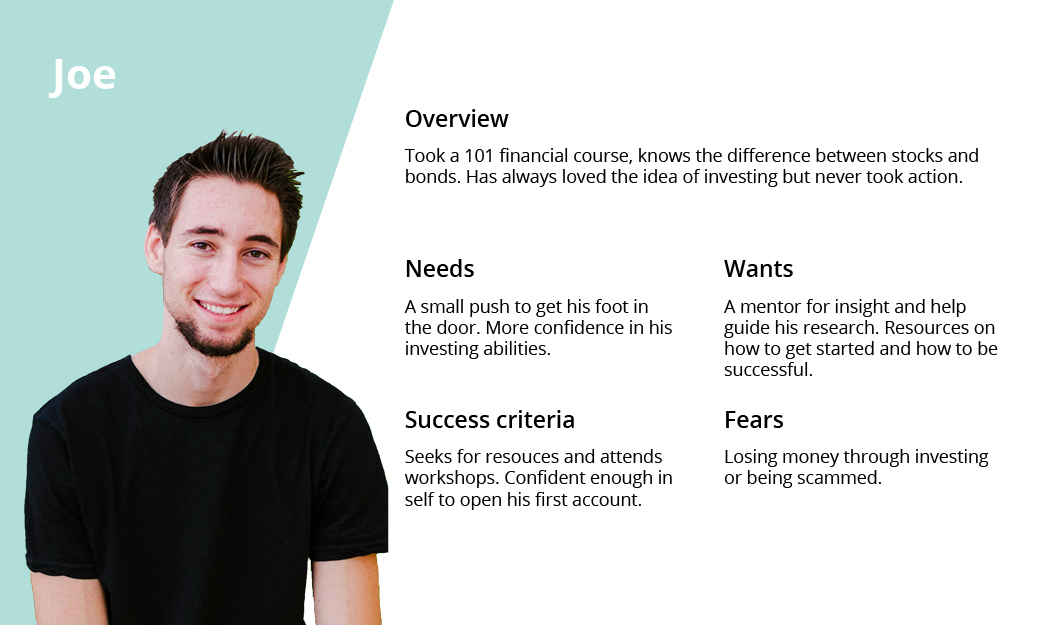 Joe
Overview
Took a 101 financial course, knows the difference between stocks and
bonds. Has always loved the idea of investing but never took action.
Needs
A small push to get his foot in
the door. More confidence in his
investing abilities.
Wants
A mentor for insight and help
guide his research. Resources on
how to get started and how to be
successful.
Success criteria
Seeks for resouces and attends
workshops. Confident enough in
self to open his first account.
Fears
Losing money through investing
or being scammed.